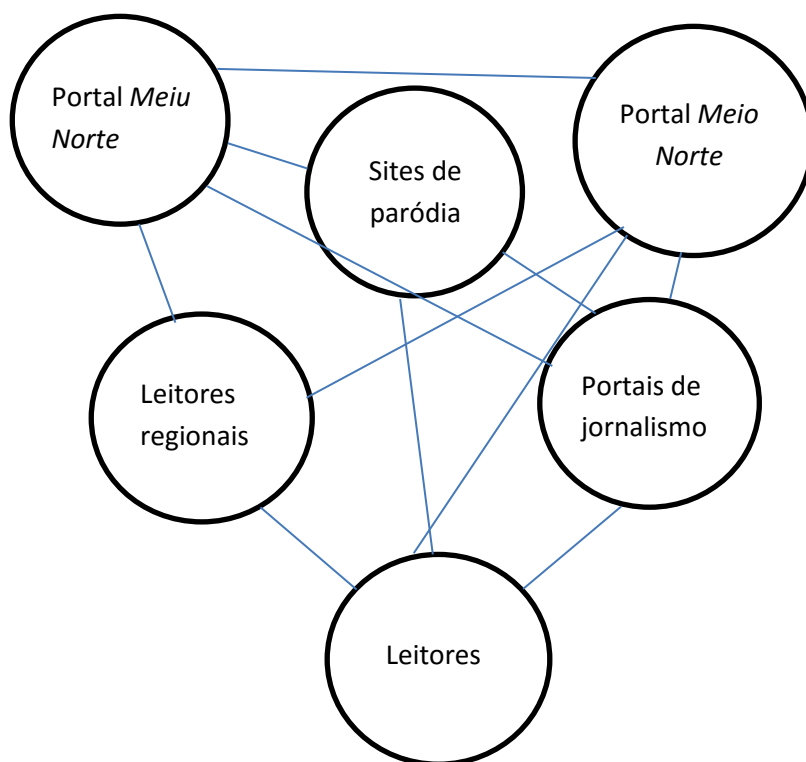 Portal Meiu
Norte
Portal Meio
Norte
Sites de
paródia
Leitores
regionais
Portais de
jornalismo
Leitores